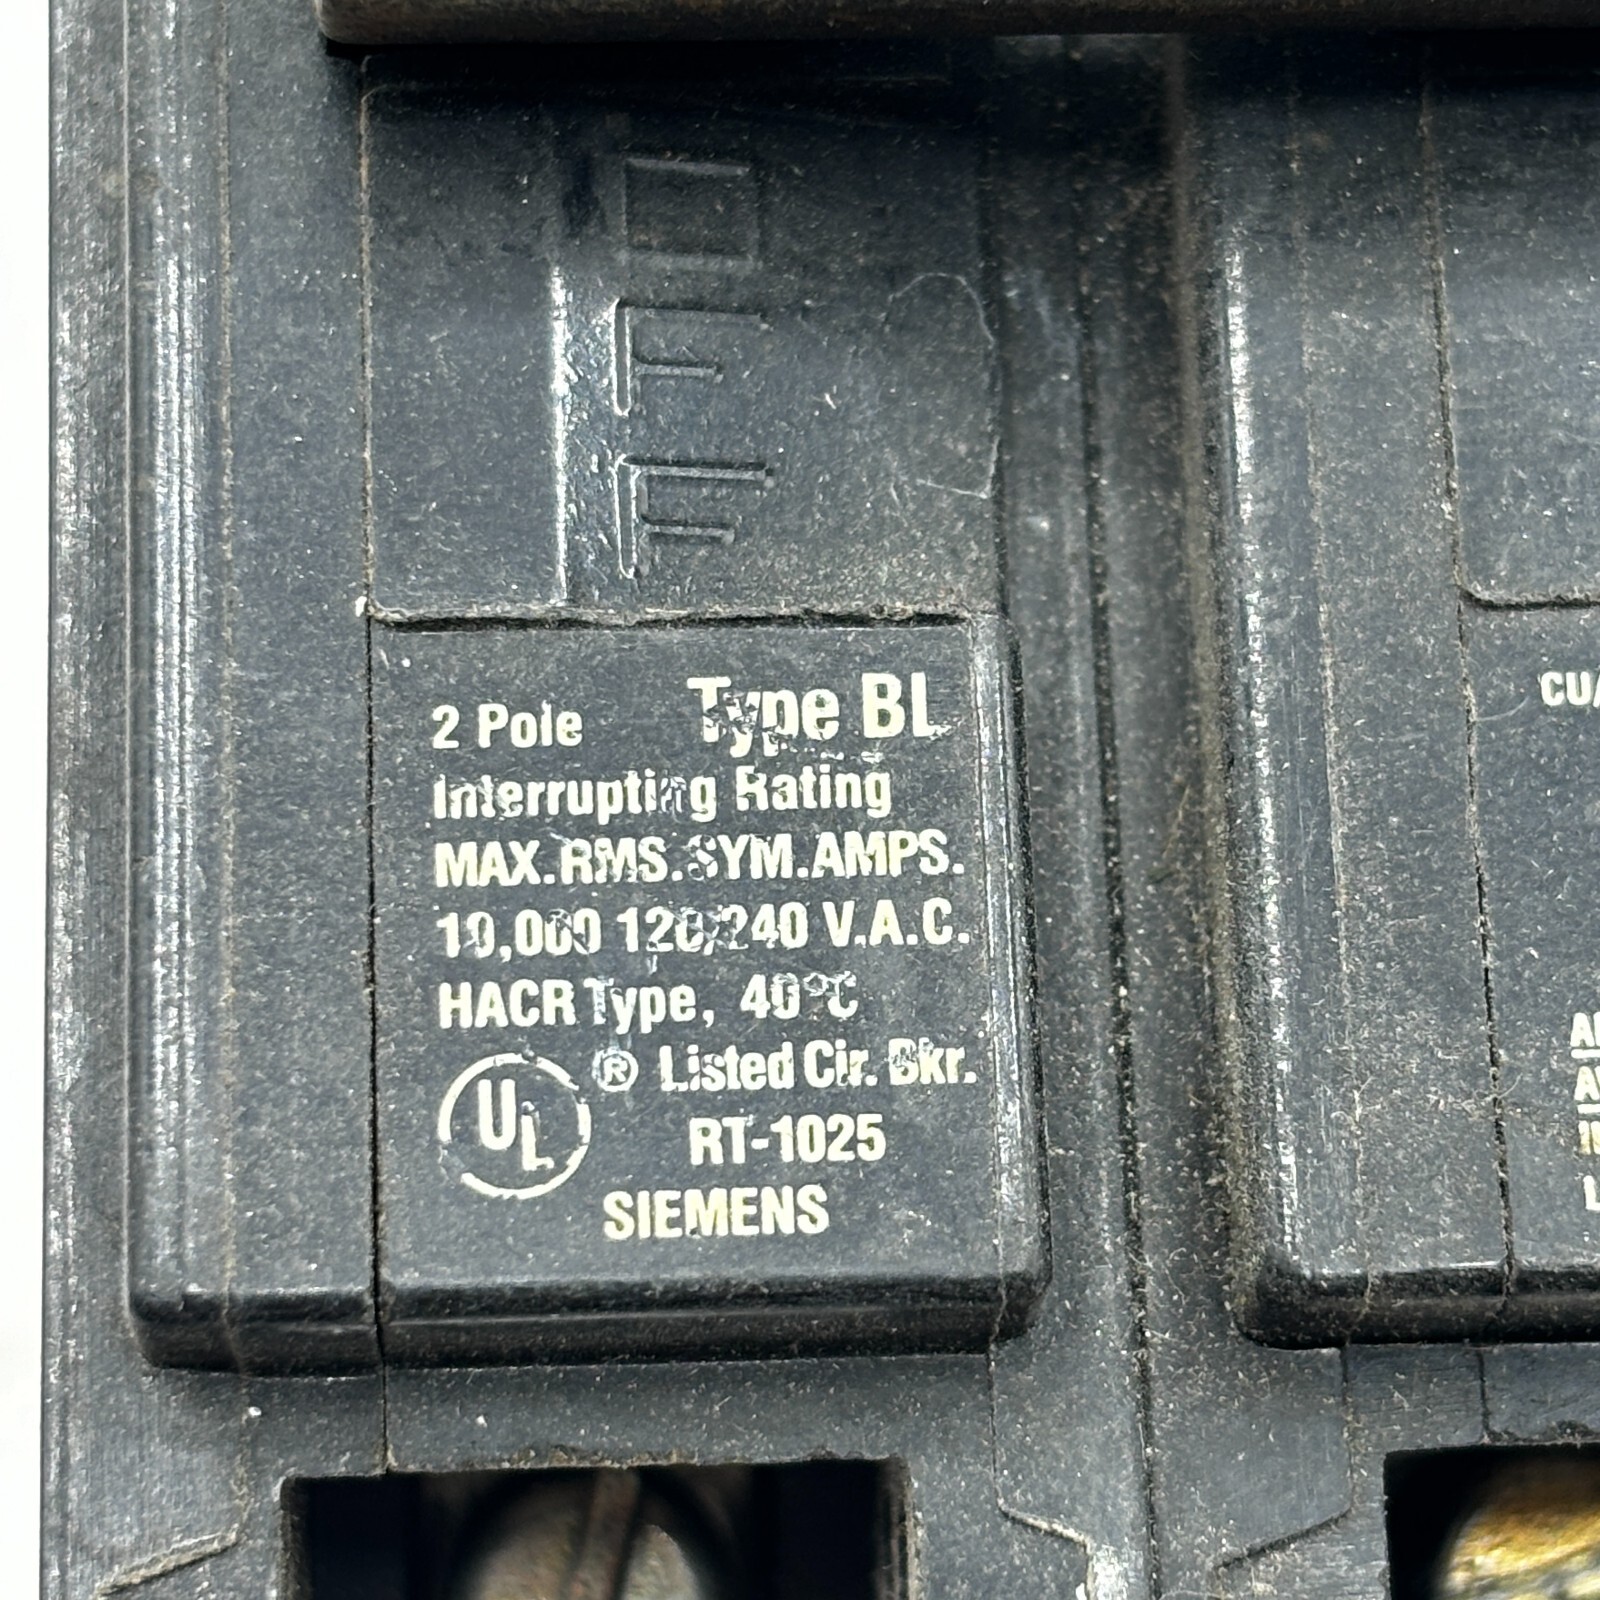 OFF
2 Pole Type BL
Interrupting Rating
MAX.RMS.SYM.AMPS.
10,000 120/240 V.A.C.
HACR Type, 40°C
UL ® Listed Cir. Bkr.
RT-1025
SIEMENS
CU/